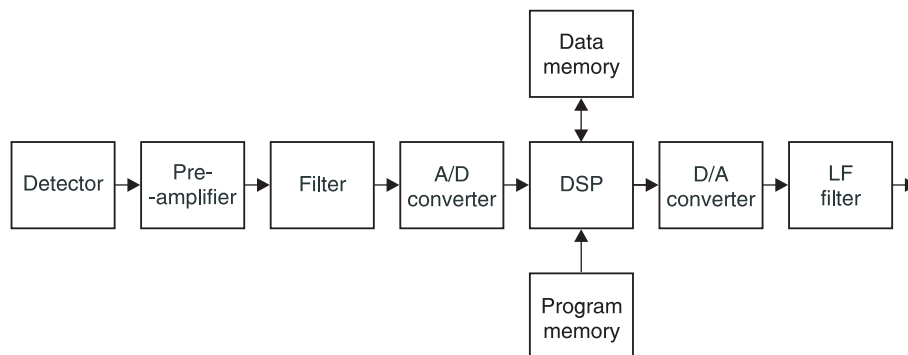 Data
memory
Detector
Pre-
-amplifier
Filter
A/D
converter
DSP
D/A
converter
LF
filter
Program
memory